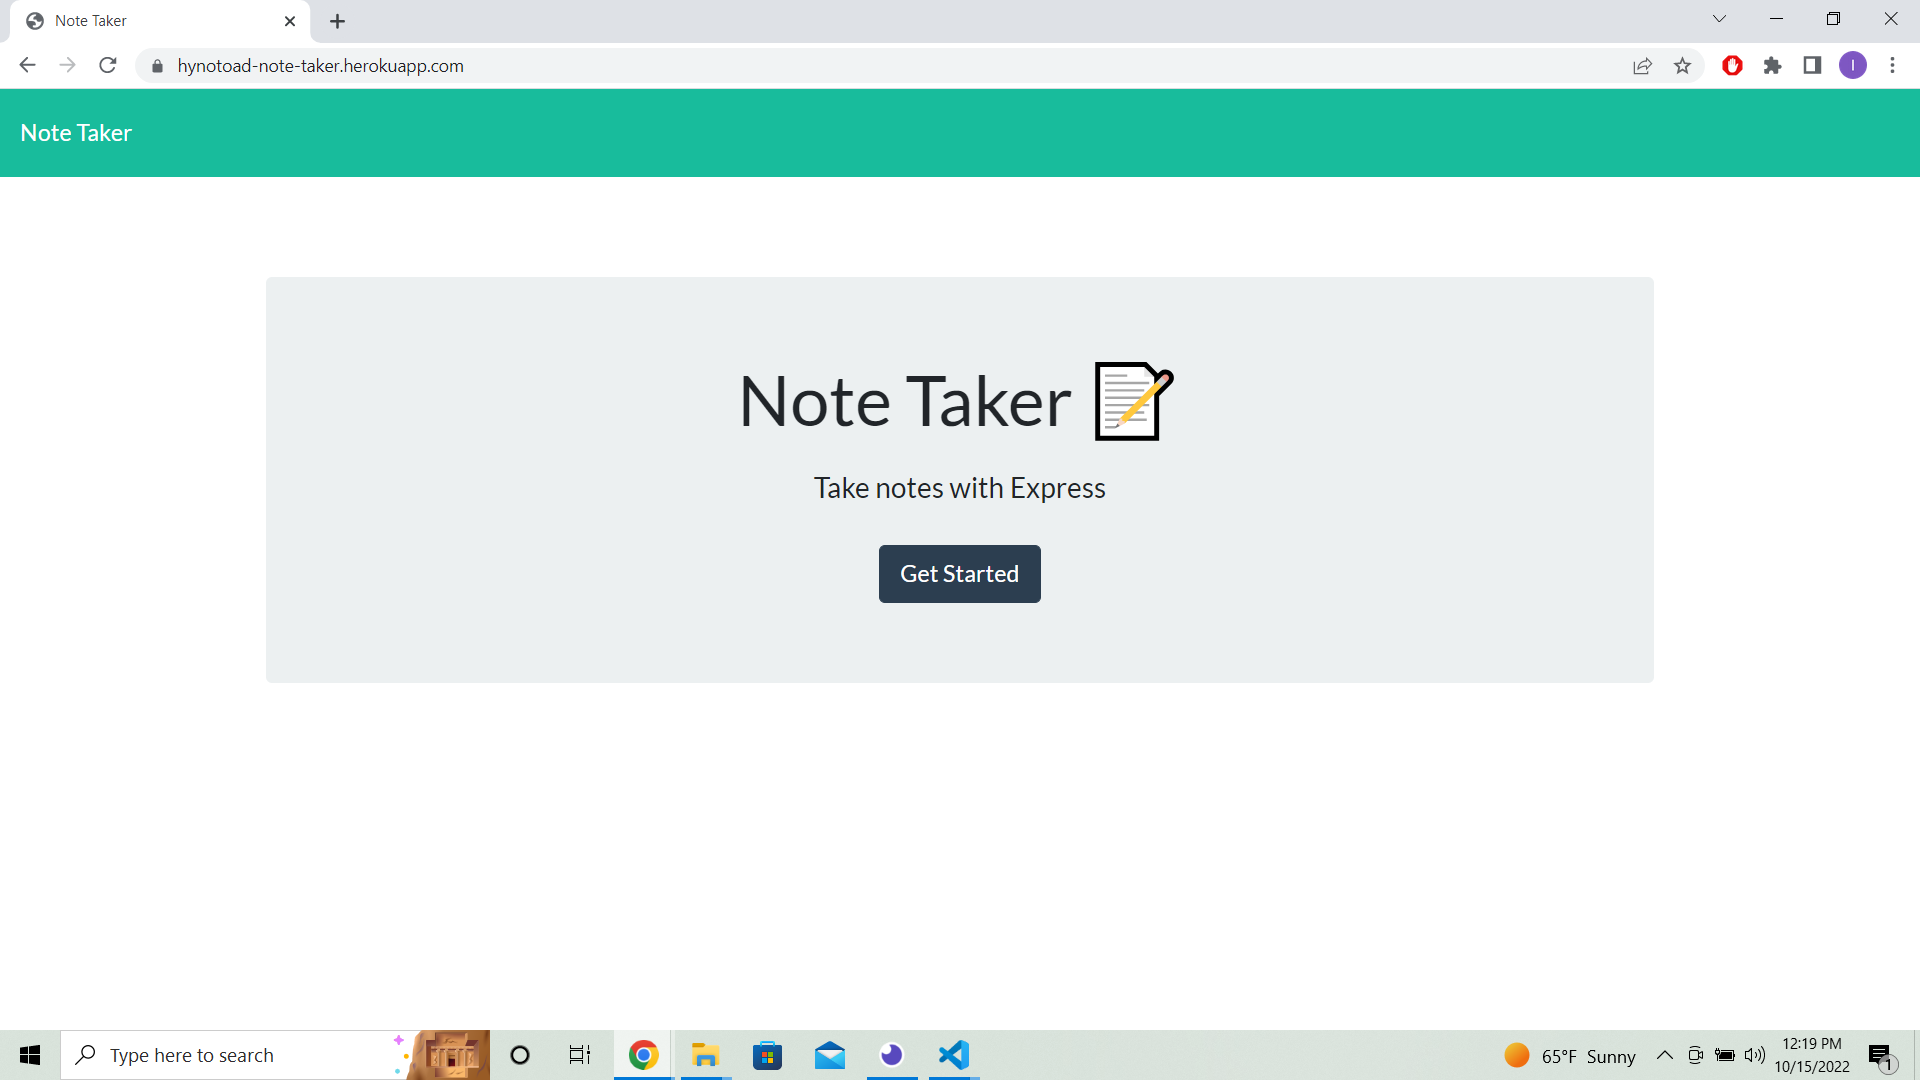 Note Taker
hynotoad-note-taker.herokuapp.com
I
Note Taker
Note Taker
Take notes with Express
Get Started
Type here to search
65°F Sunny
12:19 PM
10/15/2022
1